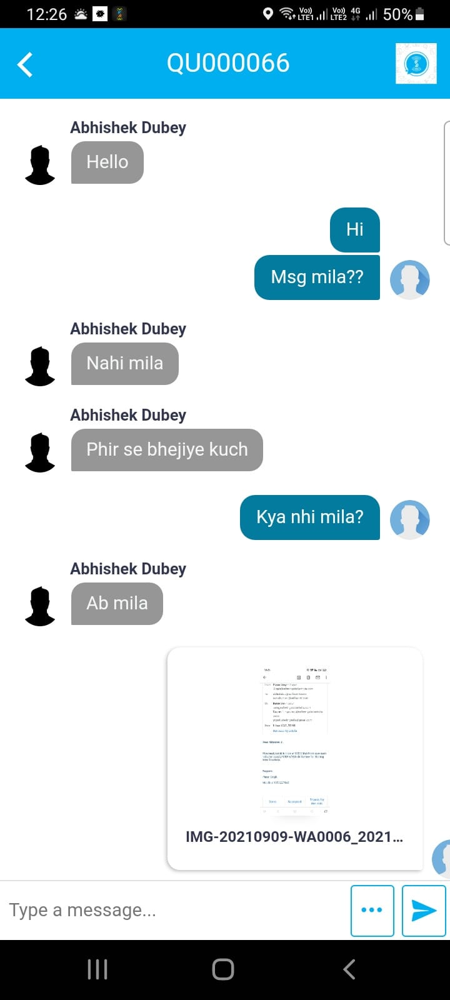 12:26
Vo))
LTE1
Vo))
LTE2
4G
50%
QU000066
Abhishek Dubey
Hello
Hi
Msg mila??
Abhishek Dubey
Nahi mila
Abhishek Dubey
Phir se bhejiye kuch
Kya nhi mila?
Abhishek Dubey
Ab mila
IMG-20210909-WA0006_2021...
Type a message...